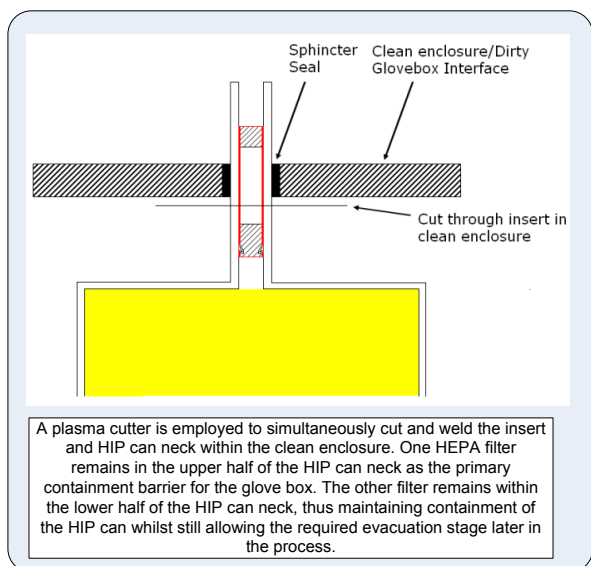 Sphincter
Seal
Clean enclosure/Dirty
Glovebox Interface
Cut through insert in
clean enclosure
A plasma cutter is employed to simultaneously cut and weld the insert
and HIP can neck within the clean enclosure. One HEPA filter
remains in the upper half of the HIP can neck as the primary
containment barrier for the glove box. The other filter remains within
the lower half of the HIP can neck, thus maintaining containment of
the HIP can whilst still allowing the required evacuation stage later in
the process.